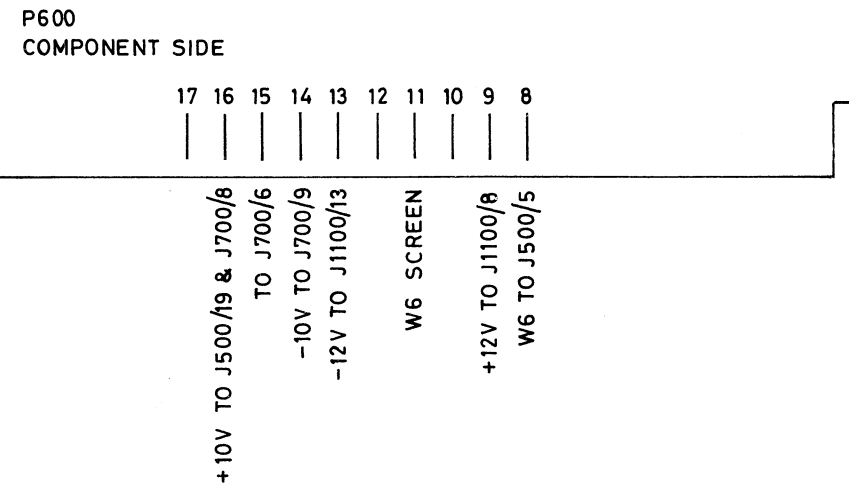 P600
COMPONENT SIDE
17 16 15 14 13 12 11 10 9 8
+10V TO J500/19 & J700/8
TO J700/6
-10V TO J700/9
-12V TO J1100/13
W6 SCREEN
+12V TO J1100/8
W6 TO J500/5